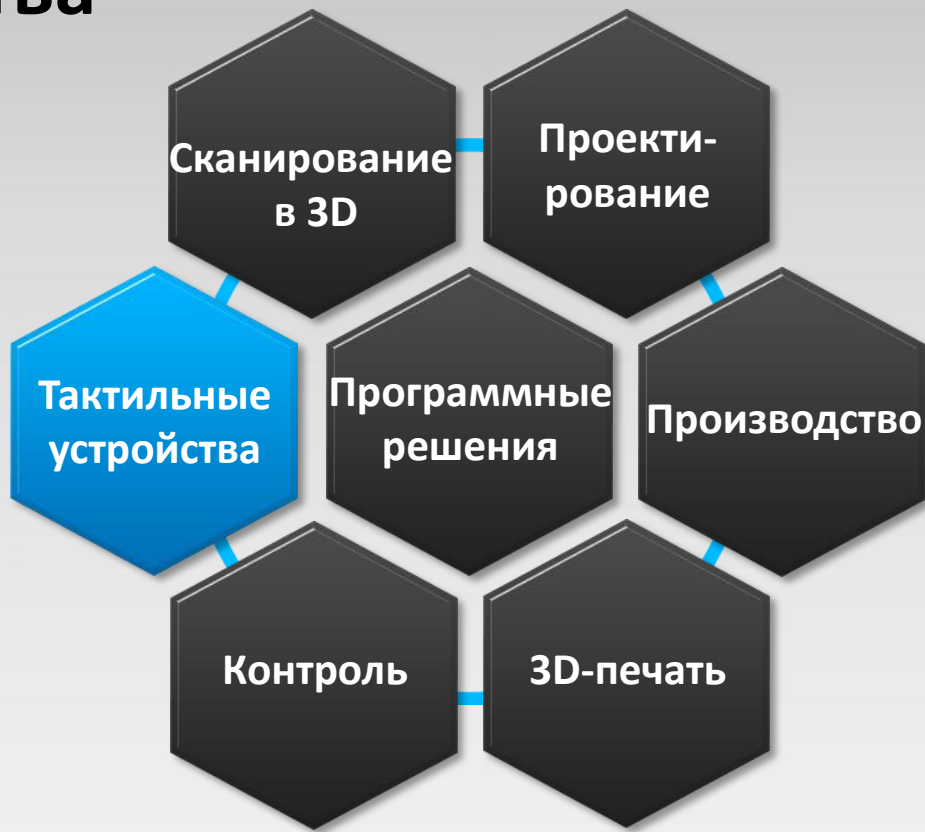 Сканирование
в 3D
Проекти-
рование
Тактильные
устройства
Программные
решения
Производство
Контроль
3D-печать